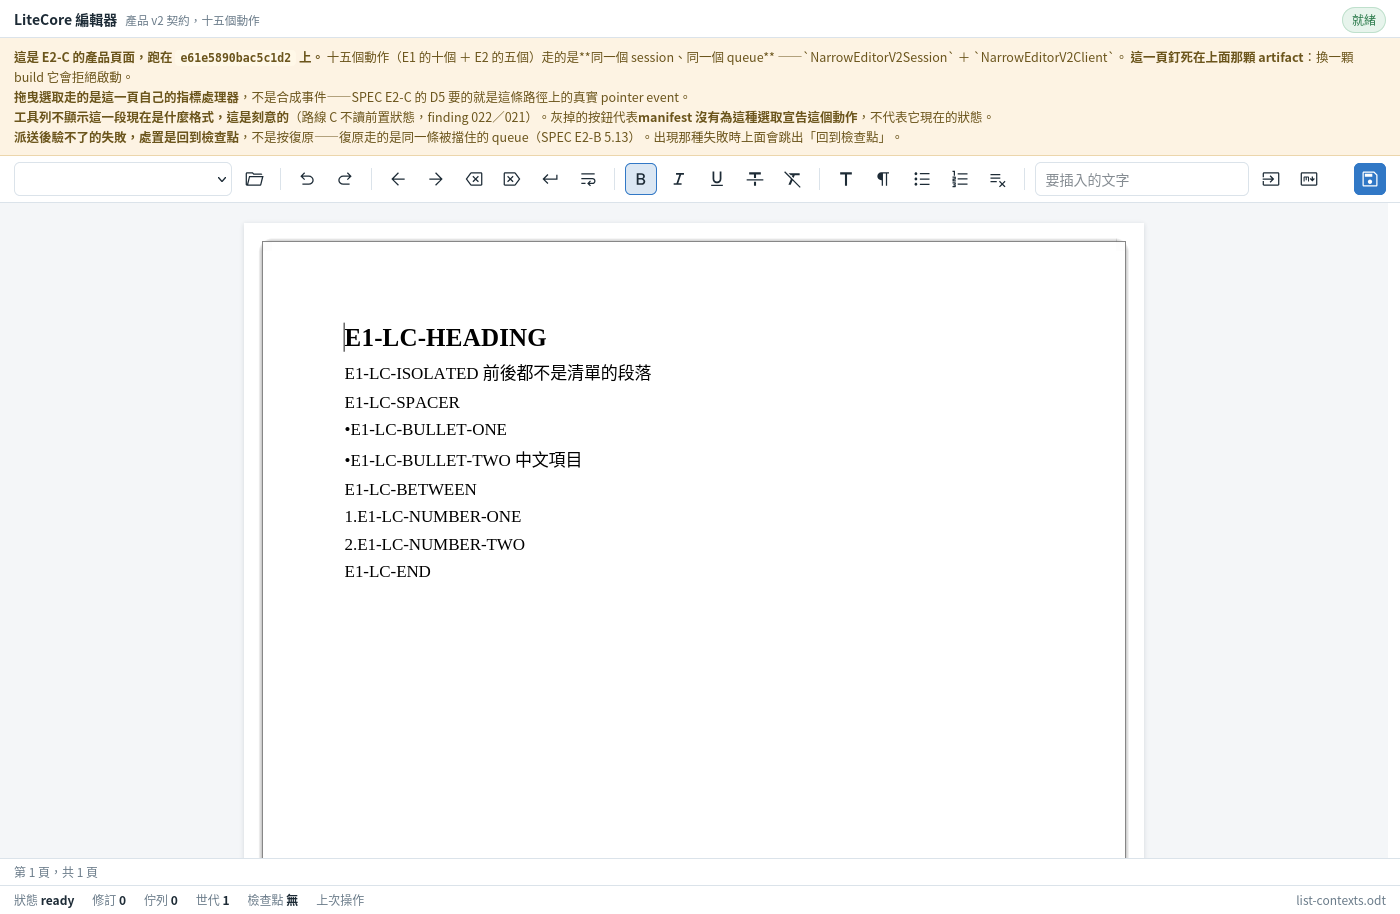 LiteCore 編輯器 產品 v2 契約，十五個動作 就緒
這是 E2-C 的產品頁面，跑在 e61e5890bac5c1d2 上。 十五個動作（E1 的十個 ＋ E2 的五個）走的是**同一個 session、同一個 queue** ──`NarrowEditorV2Session` ＋ `NarrowEditorV2Client`。 這一頁釘死在上面那顆 artifact：換一顆
build 它會拒絕啟動。
拖曳選取走的是這一頁自己的指標處理器，不是合成事件──SPEC E2-C 的 D5 要的就是這條路徑上的真實 pointer event。
工具列不顯示這一段現在是什麼格式，這是刻意的（路線 C 不讀前置狀態，finding 022／021）。灰掉的按鈕代表manifest 沒有為這種選取宣告這個動作，不代表它現在的狀態。
派送後驗不了的失敗，處置是回到檢查點，不是按復原──復原走的是同一條被擋住的 queue（SPEC E2-B 5.13）。出現那種失敗時上面會跳出「回到檢查點」。
要插入的文字
E1-LC-HEADING
E1-LC-ISOLATED 前後都不是清單的段落
E1-LC-SPACER
•E1-LC-BULLET-ONE
•E1-LC-BULLET-TWO 中文項目
E1-LC-BETWEEN
1.E1-LC-NUMBER-ONE
2.E1-LC-NUMBER-TWO
E1-LC-END
第 1 頁，共 1 頁
狀態 ready 修訂 0 佇列 0 世代 1 檢查點 無 上次操作 list-contexts.odt